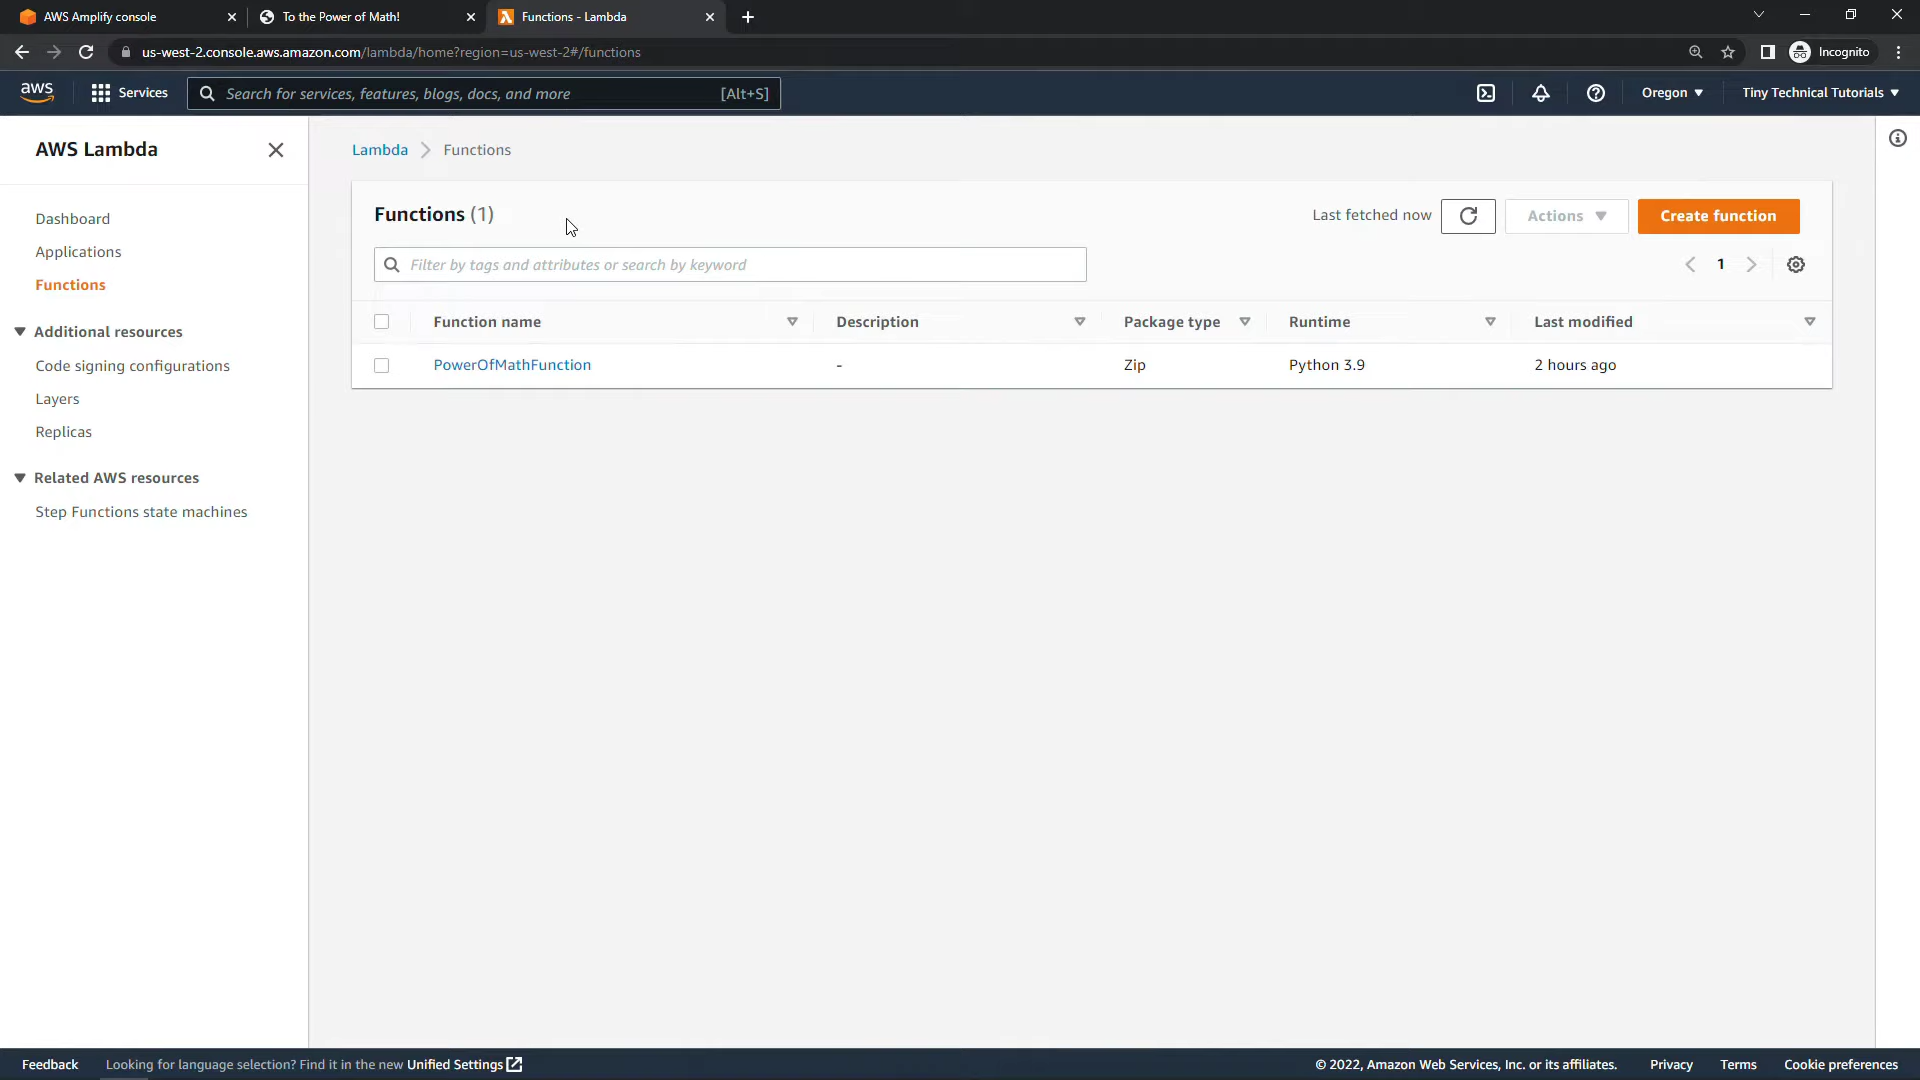 AWS Amplify console
To the Power of Math!
Functions - Lambda
us-west-2.console.aws.amazon.com/lambda/home?region=us-west-2#/functions
Incognito
aws
Services
Search for services, features, blogs, docs, and more
[Alt+S]
Oregon
Tiny Technical Tutorials
AWS Lambda
Dashboard
Applications
Functions
Additional resources
Code signing configurations
Layers
Replicas
Related AWS resources
Step Functions state machines
Lambda
Functions
Functions (1)
Last fetched now
Actions
Create function
Filter by tags and attributes or search by keyword
1
Function name
Description
Package type
Runtime
Last modified
PowerOfMathFunction
-
Zip
Python 3.9
2 hours ago
Feedback
Looking for language selection? Find it in the new Unified Settings
© 2022, Amazon Web Services, Inc. or its affiliates.
Privacy
Terms
Cookie preferences